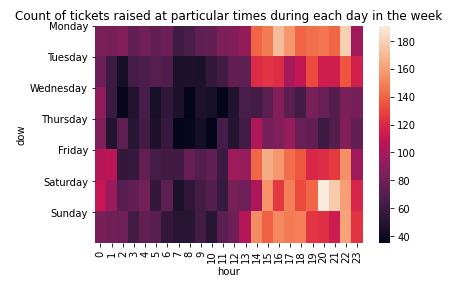 Count of tickets raised at particular times during each day in the week
Monday
Tuesday
Wednesday
Thursday
Friday
Saturday
Sunday
dow
0 1 2 3 4 5 6 7 8 9 10 11 12 13 14 15 16 17 18 19 20 21 22 23
hour
180
160
140
120
100
80
60
40